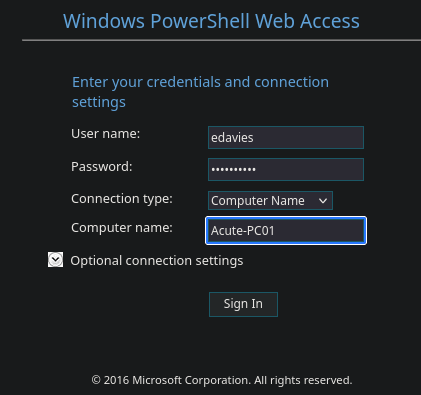 Windows PowerShell Web Access
Enter your credentials and connection
settings
User name: edavies
Password: ••••••••••
Connection type: Computer Name
Computer name: Acute-PC01
Optional connection settings
Sign In
© 2016 Microsoft Corporation. All rights reserved.